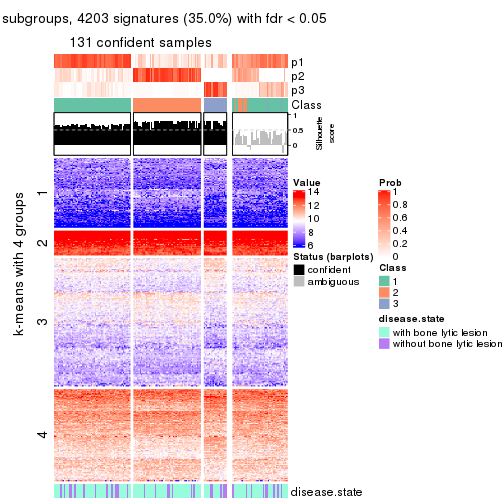 subgroups, 4203 signatures (35.0%) with fdr < 0.05
131 confident samples
p1
p2
p3
Class
1
0.5
0
Silhouette
score
k-means with 4 groups
1
2
3
4
Value
14
12
10
8
6
Prob
1
0.8
0.6
0.4
0.2
0
Status (barplots)
confident
ambiguous
Class
1
2
3
disease.state
with bone lytic lesion
without bone lytic lesion
disease.state